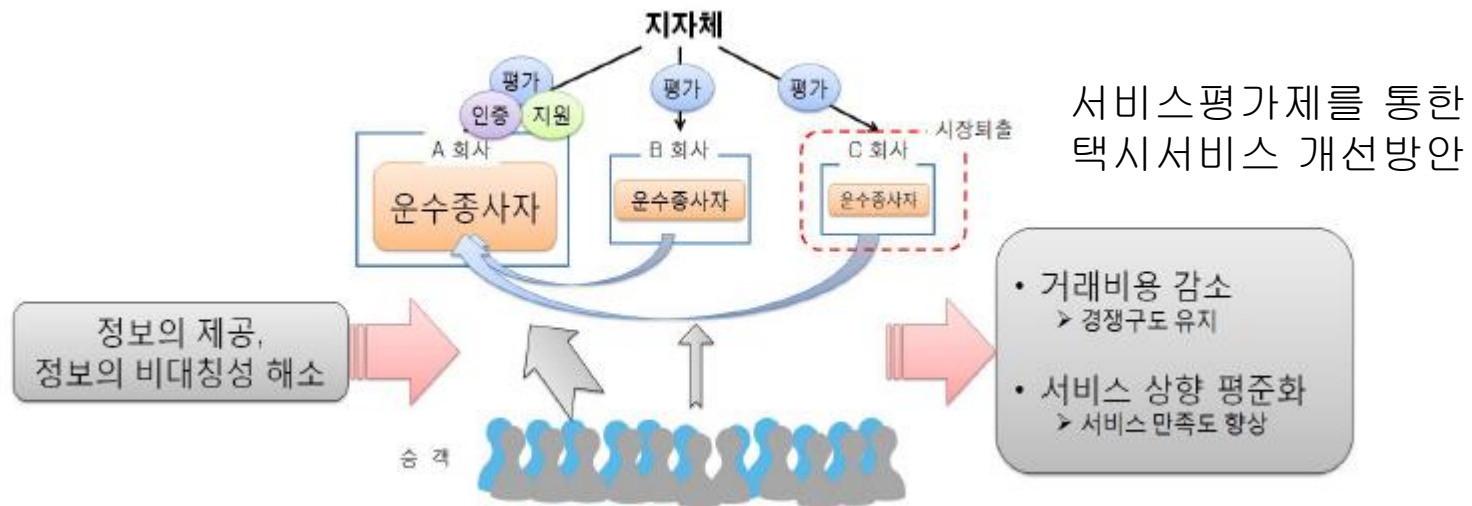 지자체
평가
인증
지원
평가
평가
시장퇴출
A 회사
B 회사
C 회사
운수종사자
운수종사자
운수종사자
서비스평가제를 통한
택시서비스 개선방안
정보의 제공,
정보의 비대칭성 해소
• 거래비용 감소
➢ 경쟁구도 유지
• 서비스 상향 평준화
➢ 서비스 만족도 향상
승 객